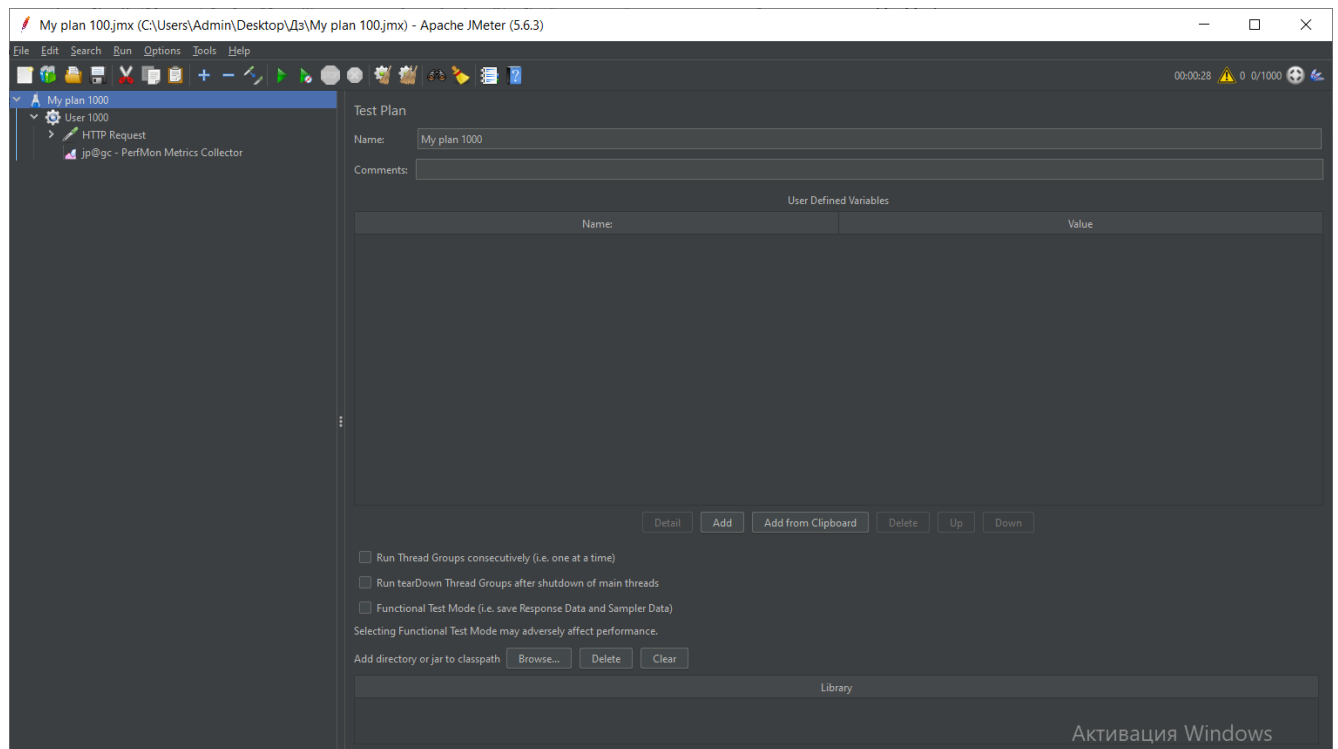 My plan 100.jmx (C:\Users\Admin\Desktop\Дз\My plan 100.jmx) - Apache JMeter (5.6.3)
File Edit Search Run Options Tools Help
00:00:28 0 0/1000
My plan 1000
User 1000
HTTP Request
jp@gc - PerfMon Metrics Collector
Test Plan
Name: My plan 1000
Comments:
User Defined Variables
Name: Value
Detail Add Add from Clipboard Delete Up Down
Run Thread Groups consecutively (i.e. one at a time)
Run tearDown Thread Groups after shutdown of main threads
Functional Test Mode (i.e. save Response Data and Sampler Data)
Selecting Functional Test Mode may adversely affect performance.
Add directory or jar to classpath Browse... Delete Clear
Library
Активация Windows